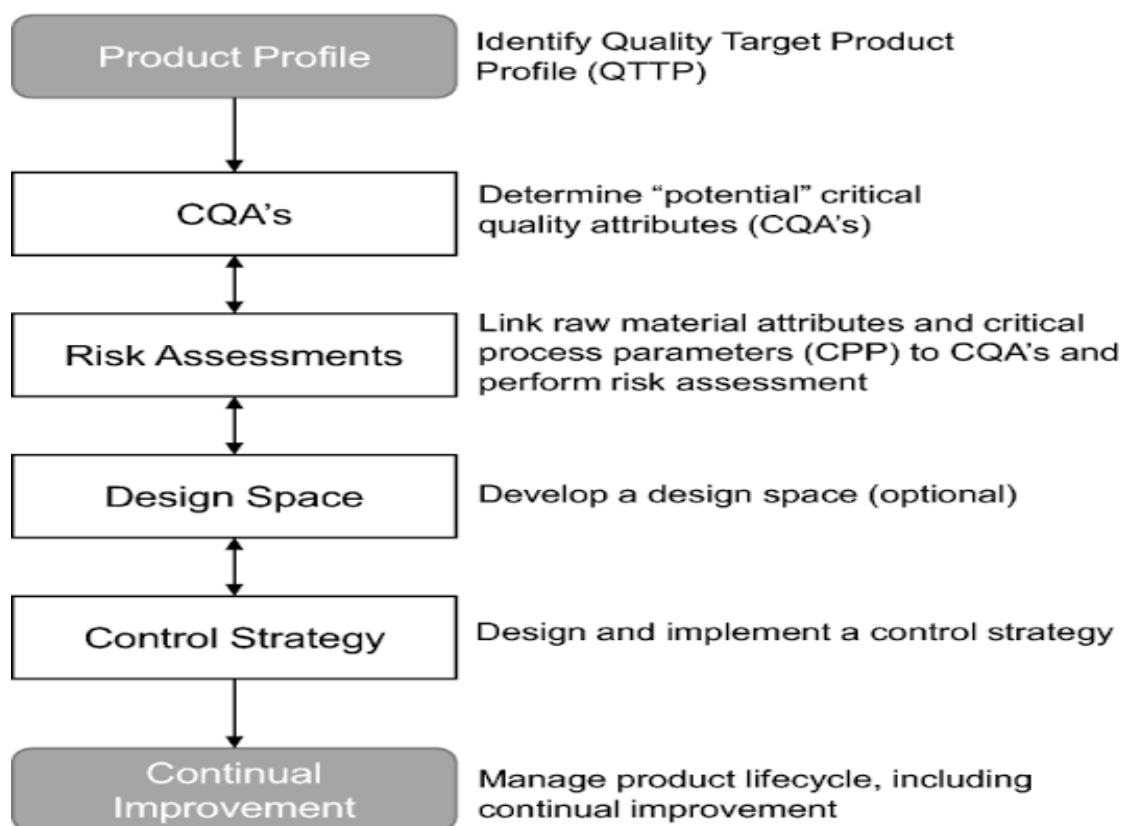 Product Profile
Identify Quality Target Product
Profile (QTTP)
CQA's
Determine “potential” critical
quality attributes (CQA's)
Risk Assessments
Link raw material attributes and critical
process parameters (CPP) to CQA's and
perform risk assessment
Design Space
Develop a design space (optional)
Control Strategy
Design and implement a control strategy
Continual
Improvement
Manage product lifecycle, including
continual improvement